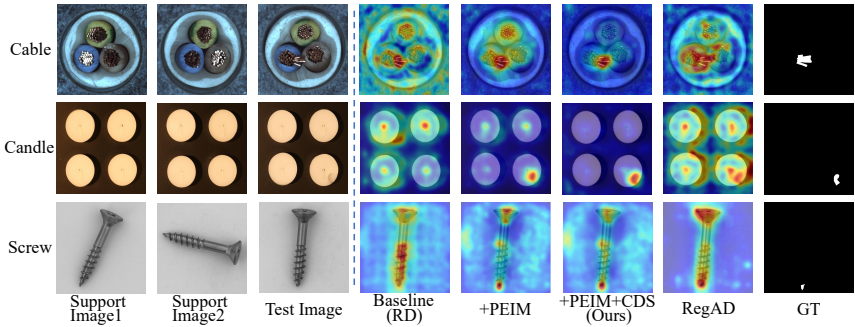 Cable
Candle
Screw
Support
Image1
Support
Image2
Test Image
Baseline
(RD)
+PEIM
+PEIM+CDS
(Ours)
RegAD
GT